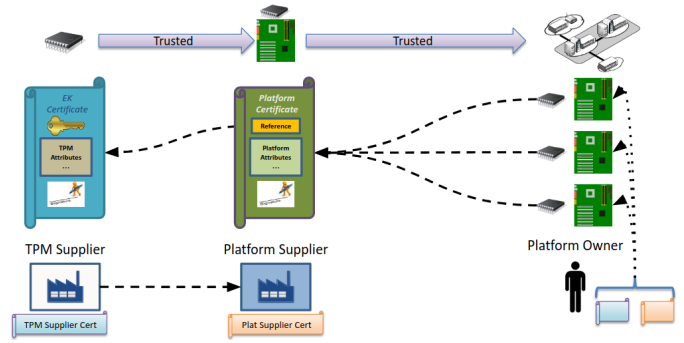 Trusted
Trusted
EK
Certificate
TPM
Attributes
...
Platform
Certificate
Reference
Platform
Attributes
...
TPM Supplier
Platform Supplier
Platform Owner
TPM Supplier Cert
Plat Supplier Cert